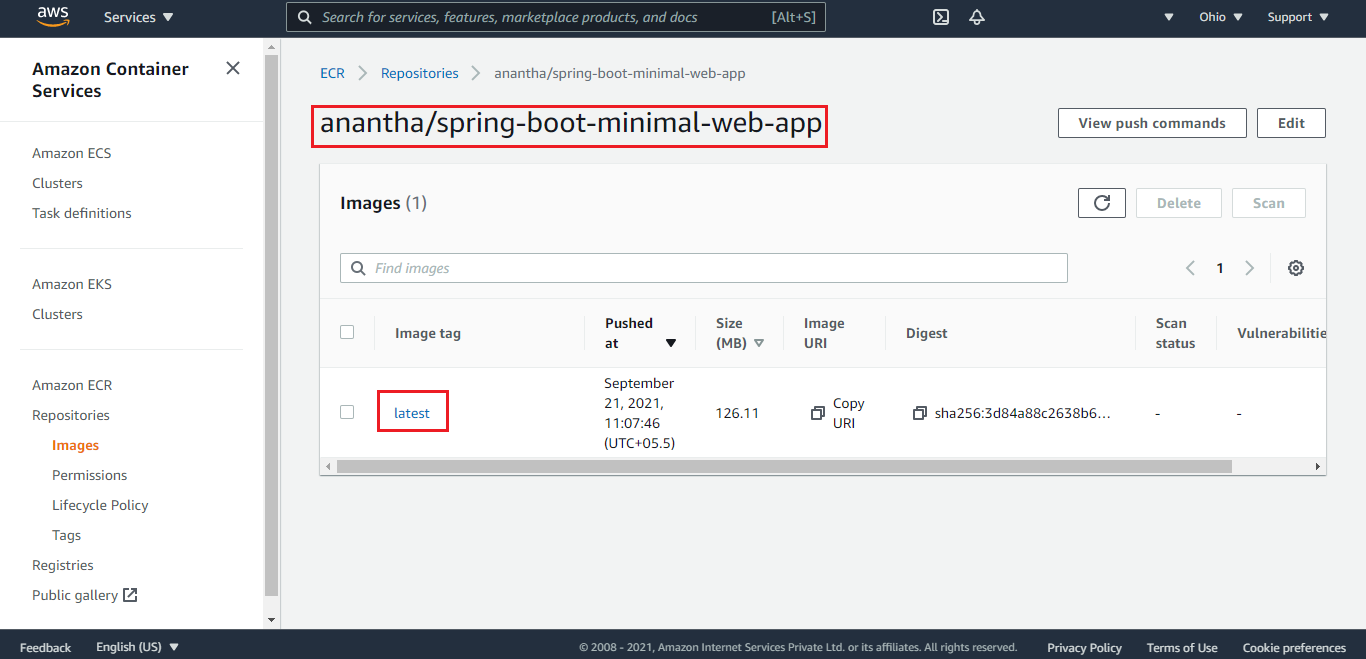 aws
Services
Search for services, features, marketplace products, and docs
[Alt+S]
Ohio
Support
Amazon Container
Services
Amazon ECS
Clusters
Task definitions
Amazon EKS
Clusters
Amazon ECR
Repositories
Images
Permissions
Lifecycle Policy
Tags
Registries
Public gallery
ECR
Repositories
anantha/spring-boot-minimal-web-app
anantha/spring-boot-minimal-web-app
View push commands
Edit
Images (1)
Delete
Scan
Find images
1
Image tag
Pushed
at
Size
(MB)
Image
URI
Digest
Scan
status
Vulnerabilitie
latest
September
21, 2021,
11:07:46
(UTC+05.5)
126.11
Copy
URI
sha256:3d84a88c2638b6...
-
-
Feedback
English (US)
© 2008 - 2021, Amazon Internet Services Private Ltd. or its affiliates. All rights reserved.
Privacy Policy
Terms of Use
Cookie preferences